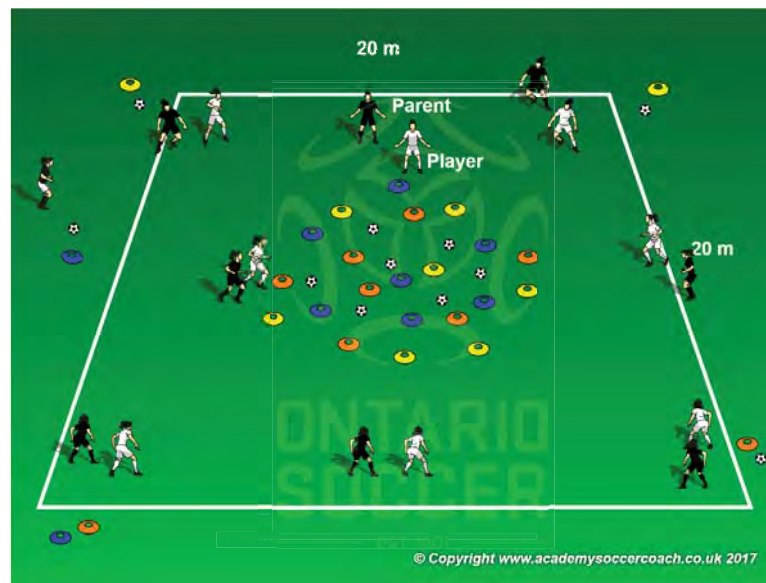 20 m
Parent
Player
20 m
ONTARIO
SOCCER
© Copyright www.academysoccercoach.co.uk 2017